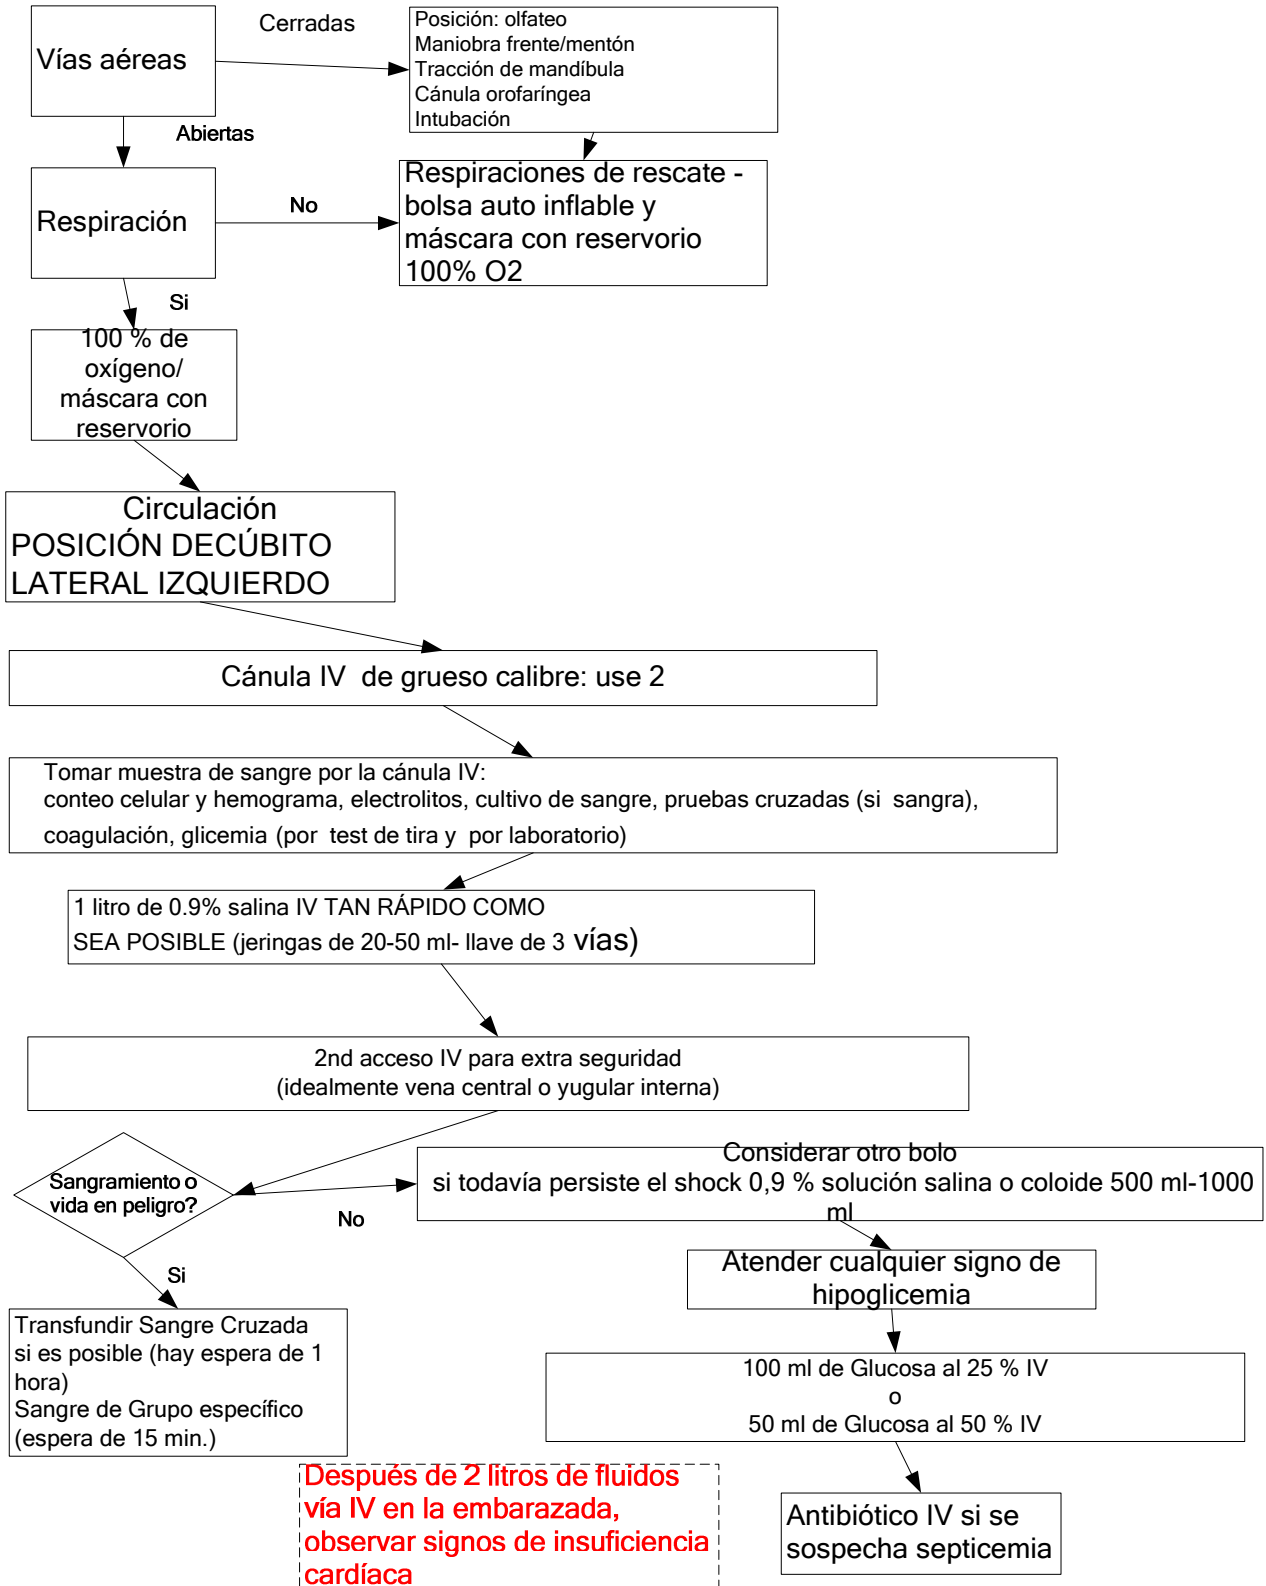 Vías aéreas
Cerradas
Posición: olfateo
Maniobra frente/mentón
Tracción de mandíbula
Cánula orofaríngea
Intubación
Abiertas
Respiración
No
Respiraciones de rescate -
bolsa auto inflable y
máscara con reservorio
100% O2
Si
100 % de
oxígeno/
máscara con
reservorio
Circulación
POSICIÓN DECÚBITO
LATERAL IZQUIERDO
Cánula IV de grueso calibre: use 2
Tomar muestra de sangre por la cánula IV:
conteo celular y hemograma, electrolitos, cultivo de sangre, pruebas cruzadas (si sangra),
coagulación, glicemia (por test de tira y por laboratorio)
1 litro de 0.9% salina IV TAN RÁPIDO COMO
SEA POSIBLE (jeringas de 20-50 ml- llave de 3 vías)
2nd acceso IV para extra seguridad
(idealmente vena central o yugular interna)
Sangramiento o
vida en peligro?
No
Considerar otro bolo
si todavía persiste el shock 0,9 % solución salina o coloide 500 ml-1000
ml
Si
Atender cualquier signo de
hipoglicemia
Transfundir Sangre Cruzada
si es posible (hay espera de 1
hora)
Sangre de Grupo específico
(espera de 15 min.)
100 ml de Glucosa al 25 % IV
o
50 ml de Glucosa al 50 % IV
Después de 2 litros de fluidos
vía IV en la embarazada,
observar signos de insuficiencia
cardíaca
Antibiótico IV si se
sospecha septicemia